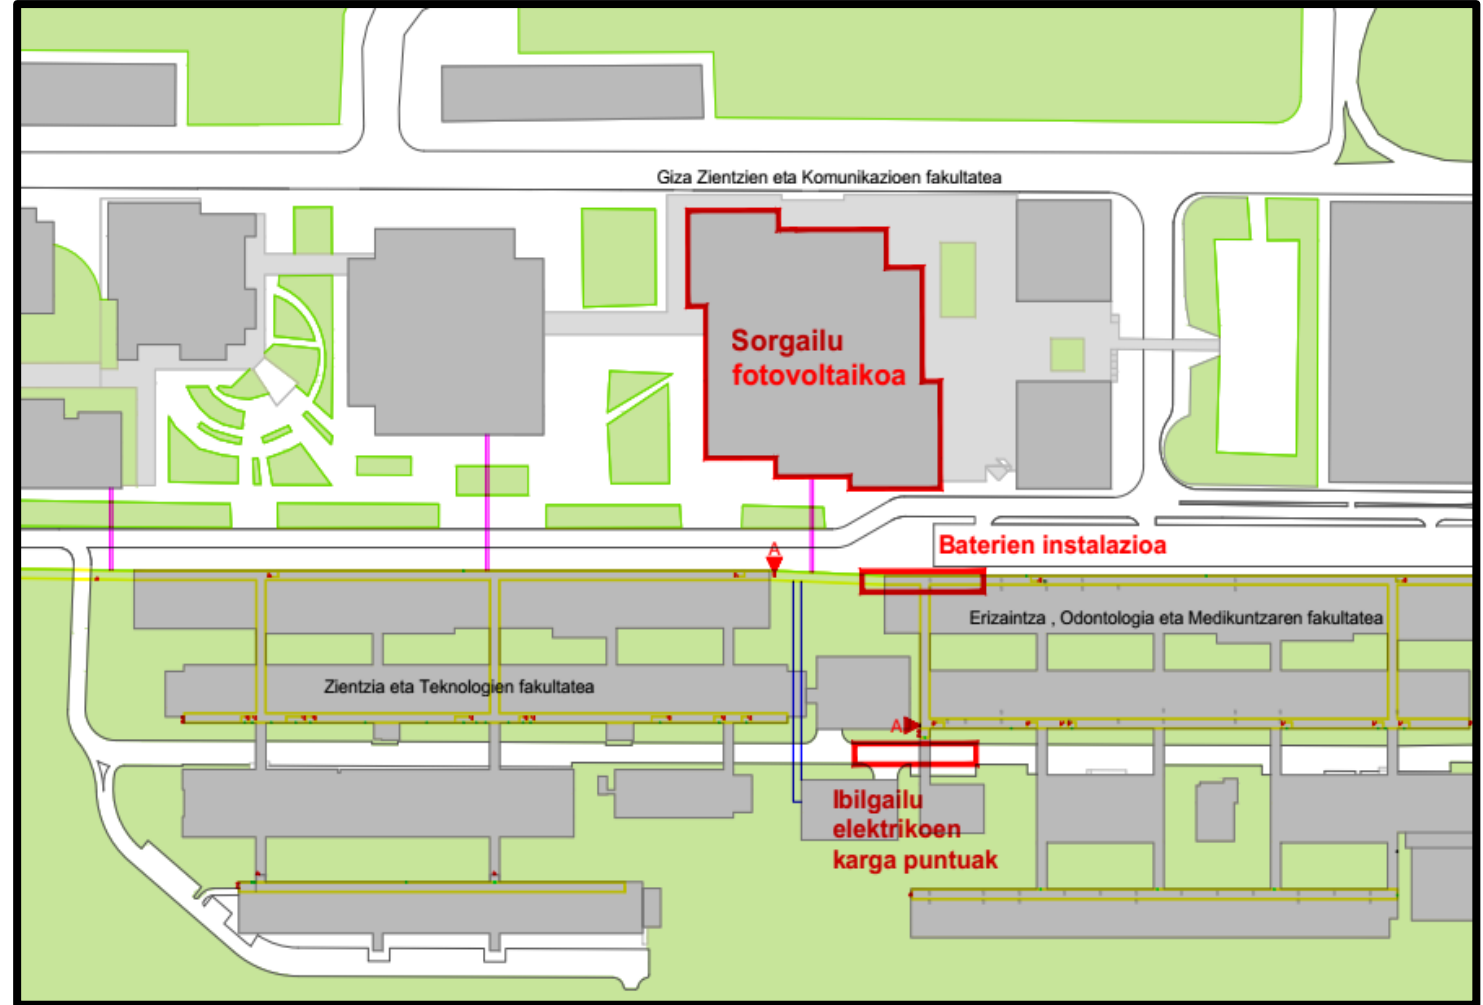 Giza Zientzien eta Komunikazioen fakultatea
Sorgailu
fotovoltaikoa
Baterien instalazioa
A
Erizaintza , Odontologia eta Medikuntzaren fakultatea
Zientzia eta Teknologien fakultatea
A
Ibilgailu
elektrikoen
karga puntuak